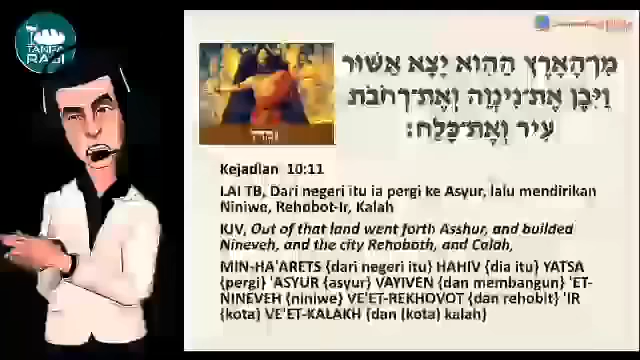 TANPA
RABI
מִן־הָאָרֶץ הַהִוא יָצָא אַשּׁוּר
וַיִּבֶן אֶת־נִינְוֵה וְאֶת־רְחֹבֹת
עִיר וְאֶת־כָּלַח׃
Kejadian 10:11
LAI TB, Dari negeri itu ia pergi ke Asyur, lalu mendirikan
Niniwe, Rehobot-Ir, Kalah
KJV, Out of that land went forth Asshur, and builded
Nineveh, and the city Rehoboth, and Calah,
MIN-HA'ARETS {dari negeri itu} HAHIV {dia itu} YATSA
{pergi} 'ASYUR {asyur} VAYIVEN {dan membangun} 'ET-
NINEVEH {niniwe} VE'ET-REKHOVOT {dan rehobit} 'IR
{kota} VE'ET-KALAKH {dan (kota) kalah}